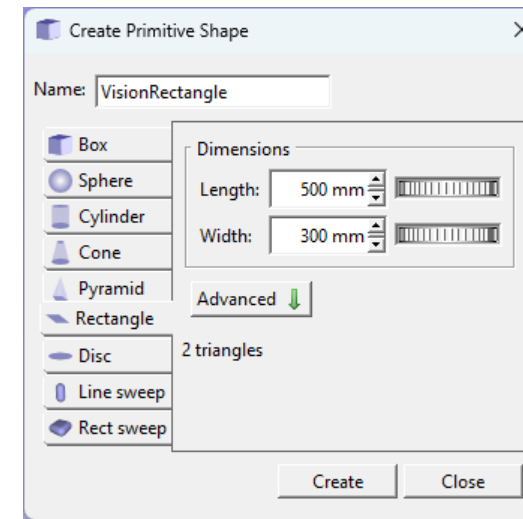 Create Primitive Shape
Name: VisionRectangle
Box
Sphere
Cylinder
Cone
Pyramid
Rectangle
Disc
Line sweep
Rect sweep
Dimensions
Length: 500 mm
Width: 300 mm
Advanced
2 triangles
Create Close